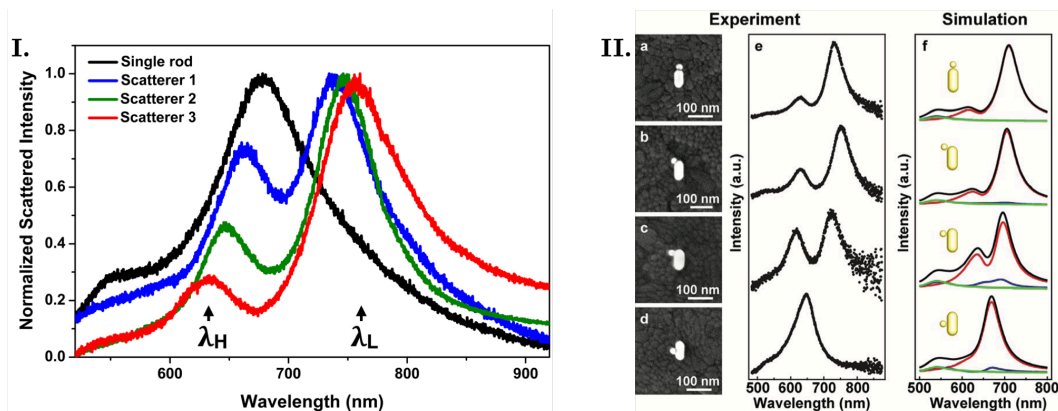 I.
Normalized Scattered Intensity
1.0
0.8
0.6
0.4
0.2
0.0
Single rod
Scatterer 1
Scatterer 2
Scatterer 3
λH
λL
600
700
800
900
Wavelength (nm)
II.
Experiment
Simulation
a
100 nm
b
100 nm
c
100 nm
d
100 nm
e
Intensity (a.u.)
500 600 700 800
Wavelength (nm)
f
Intensity (a.u.)
500 600 700 800
Wavelength (nm)